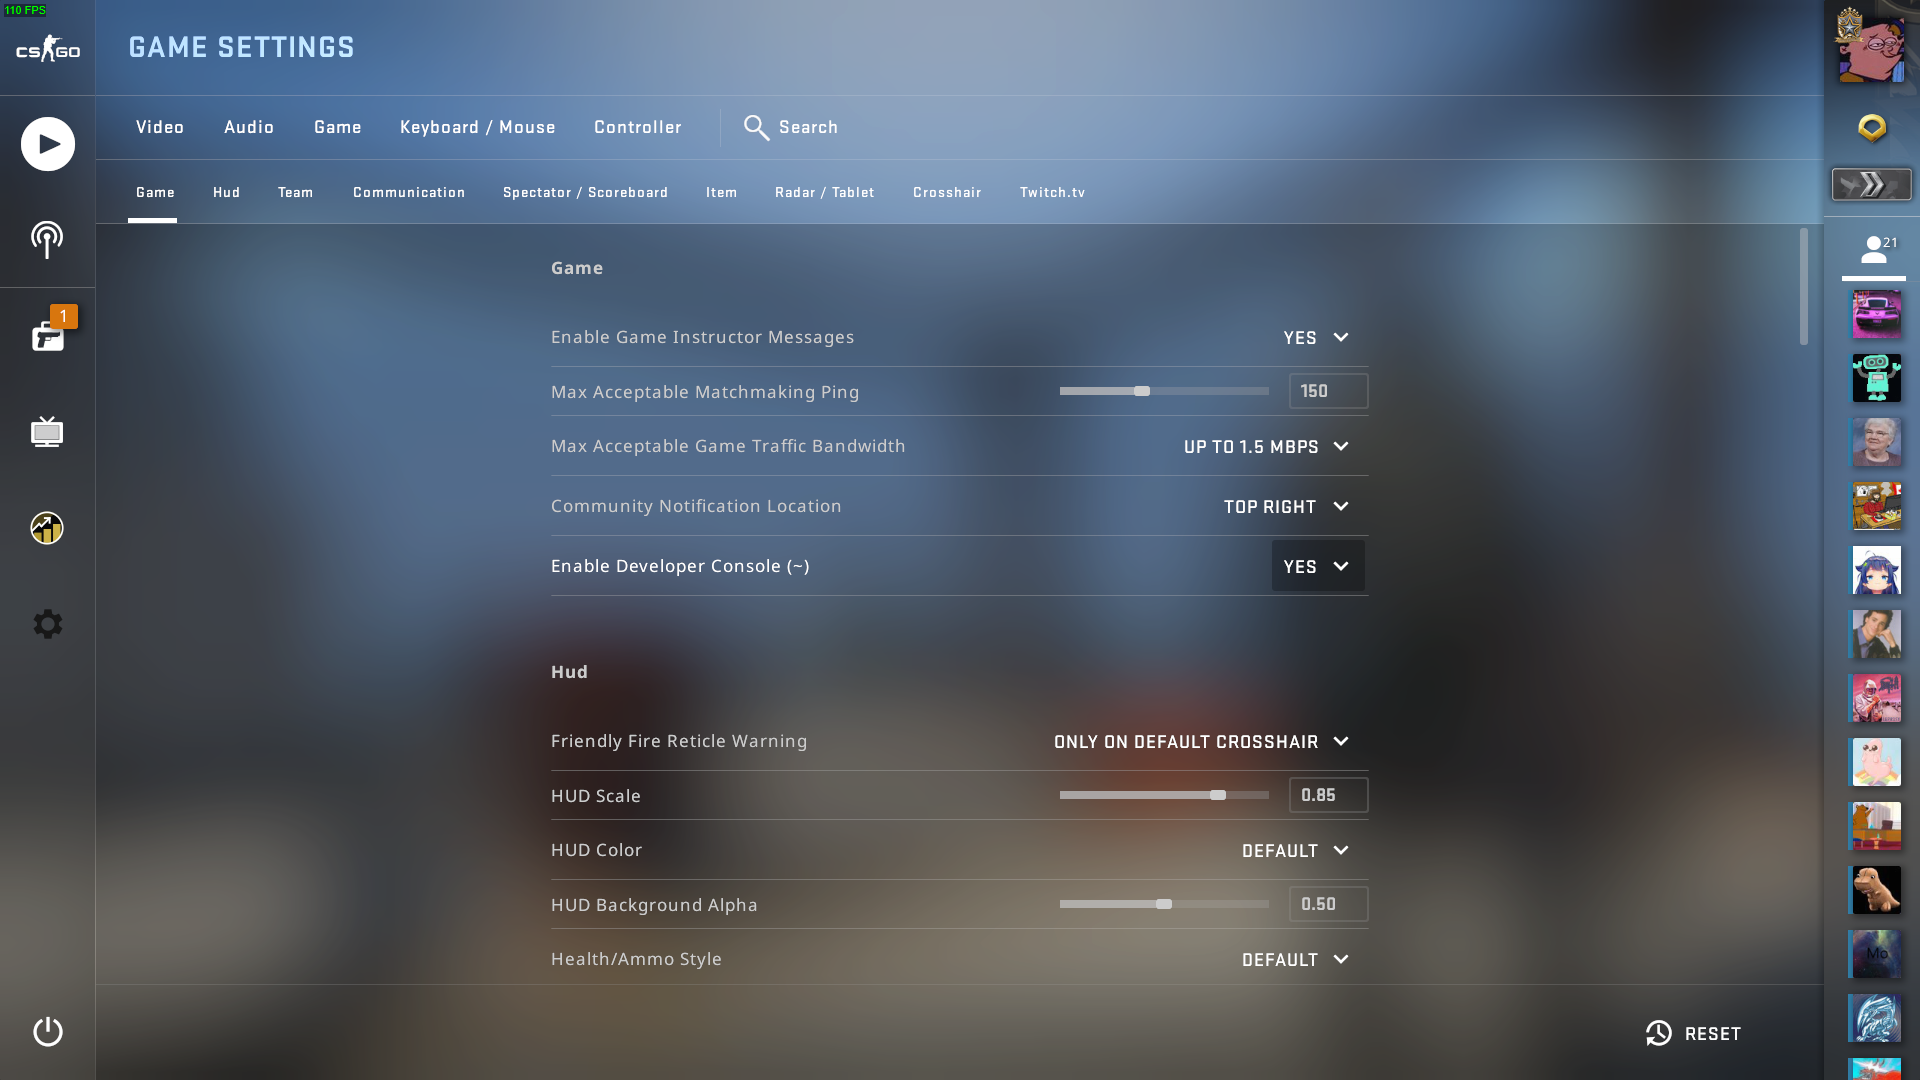 110 FPS
CS GO
GAME SETTINGS
Video Audio Game Keyboard / Mouse Controller Search
Game Hud Team Communication Spectator / Scoreboard Item Radar / Tablet Crosshair Twitch.tv
21
1
Game
Enable Game Instructor Messages YES
Max Acceptable Matchmaking Ping 150
Max Acceptable Game Traffic Bandwidth UP TO 1.5 MBPS
Community Notification Location TOP RIGHT
Enable Developer Console (~) YES
Hud
Friendly Fire Reticle Warning ONLY ON DEFAULT CROSSHAIR
HUD Scale 0.85
HUD Color DEFAULT
HUD Background Alpha 0.50
Health/Ammo Style DEFAULT
Mo
RESET